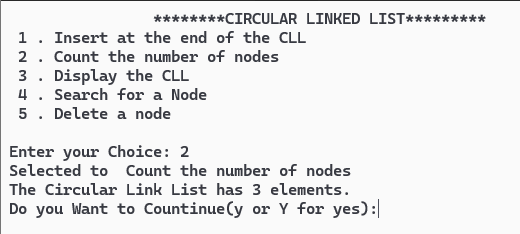 ********CIRCULAR LINKED LIST*********
1 . Insert at the end of the CLL
2 . Count the number of nodes
3 . Display the CLL
4 . Search for a Node
5 . Delete a node
Enter your Choice: 2
Selected to  Count the number of nodes
The Circular Link List has 3 elements.
Do you Want to Countinue(y or Y for yes):